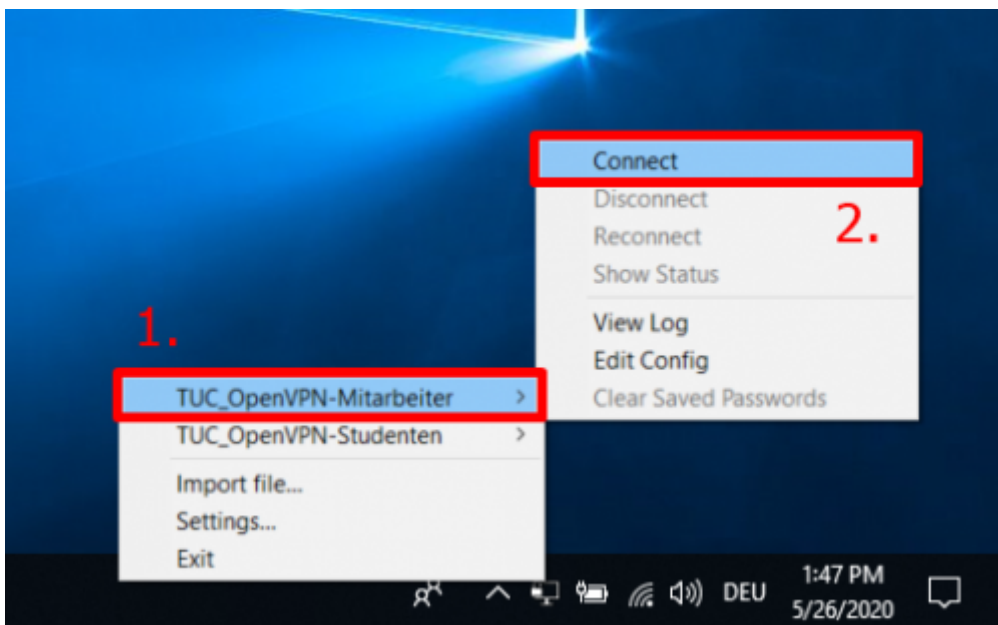 1.
TUC_OpenVPN-Mitarbeiter
TUC_OpenVPN-Studenten
Import file...
Settings...
Exit
2.
Connect
Disconnect
Reconnect
Show Status
View Log
Edit Config
Clear Saved Passwords
DEU
1:47 PM
5/26/2020